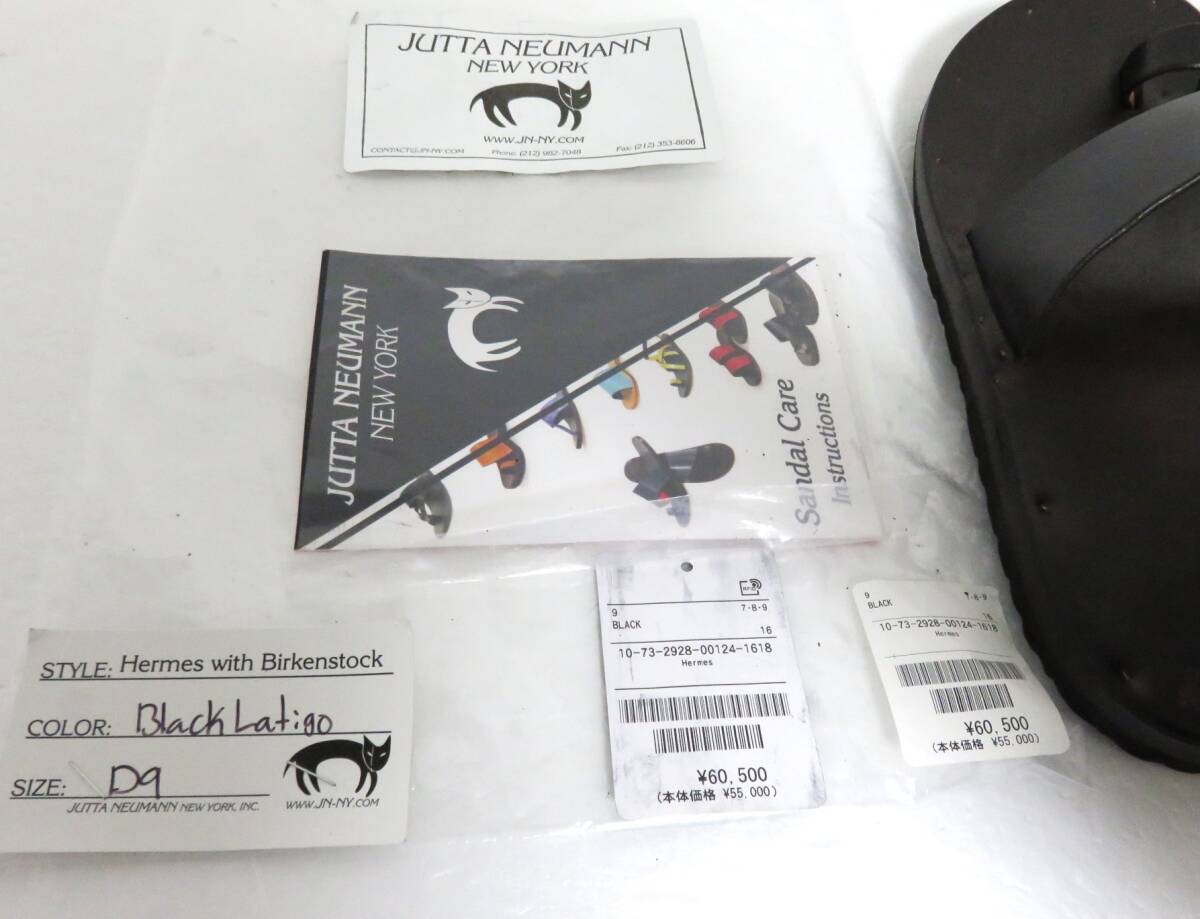 JUTTA NEUMANN
NEW YORK
WWW.JN-NY.COM
CONTACT@JN-NY.COM
Phone: (212) 982-7048
Fax: (212) 353-8606
JUTTA NEUMANN
NEW YORK
Sandal Care
Instructions
STYLE: Hermes with Birkenstock
COLOR: Black Latigo
SIZE: D9
JUTTA NEUMANN NEW YORK, INC.
WWW.JN-NY.COM
9 7·8·9
BLACK
16
10-73-2928-00124-1618
Hermes
¥60,500
(本体価格 ¥55,000)
9 7·8·9
BLACK
16
10-73-2928-00124-1618
Hermes
¥60,500
(本体価格 ¥55,000)